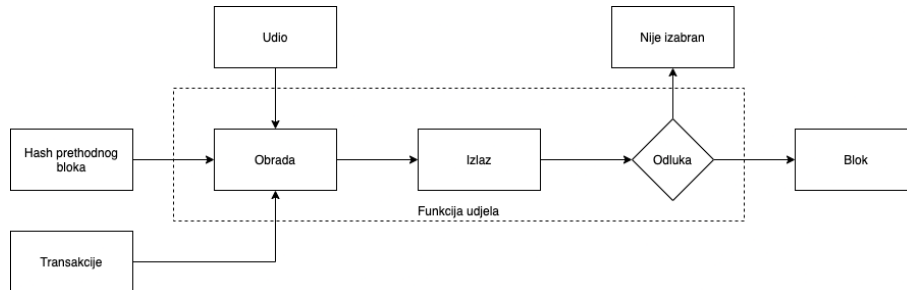 Udio
Nije izabran
Hash prethodnog
bloka
Obrada
Izlaz
Odluka
Blok
Funkcija udjela
Transakcije